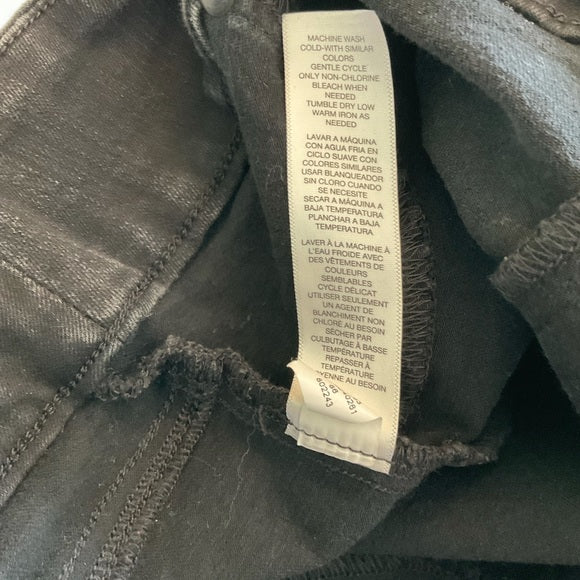 MACHINE WASH
COLD-WITH SIMILAR
COLORS
GENTLE CYCLE
ONLY NON-CHLORINE
BLEACH WHEN
NEEDED
TUMBLE DRY LOW
WARM IRON AS
NEEDED
LAVAR A MÁQUINA
CON AGUA FRIA EN
CICLO SUAVE CON
COLORES SIMILARES
USAR BLANQUEADOR
SIN CLORO CUANDO
SE NECESITE
SECAR A MÁQUINA A
BAJA TEMPERATURA
PLANCHAR A BAJA
TEMPERATURA
LAVER À LA MACHINE À
L'EAU FROIDE AVEC
DES VÊTEMENTS DE
COULEURS
SEMBLABLES
CYCLE DÉLICAT
UTILISER SEULEMENT
UN AGENT DE
BLANCHIMENT NON
CHLORÉ AU BESOIN
SÉCHER PAR
CULBUTAGE À BASSE
TEMPÉRATURE
REPASSER À
TEMPÉRATURE
YENNE AU BESOIN
802243